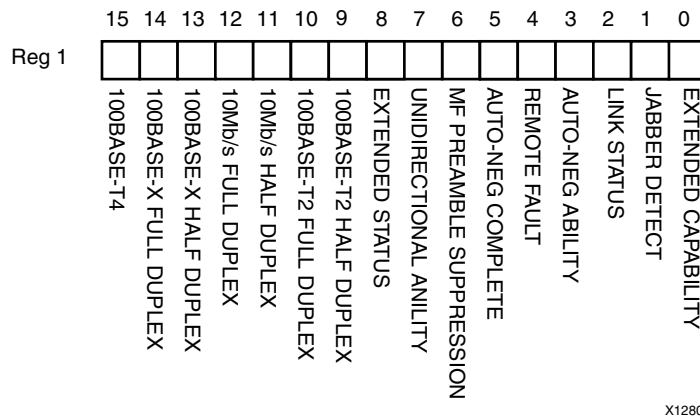 15 14 13 12 11 10 9 8 7 6 5 4 3 2 1 0
Reg 1
100BASE-T4
100BASE-X FULL DUPLEX
100BASE-X HALF DUPLEX
10Mb/s FULL DUPLEX
10Mb/s HALF DUPLEX
100BASE-T2 FULL DUPLEX
100BASE-T2 HALF DUPLEX
EXTENDED STATUS
UNIDIRECTIONAL ANILITY
MF PREAMBLE SUPPRESSION
AUTO-NEG COMPLETE
REMOTE FAULT
AUTO-NEG ABILITY
LINK STATUS
JABBER DETECT
EXTENDED CAPABILITY
X1280